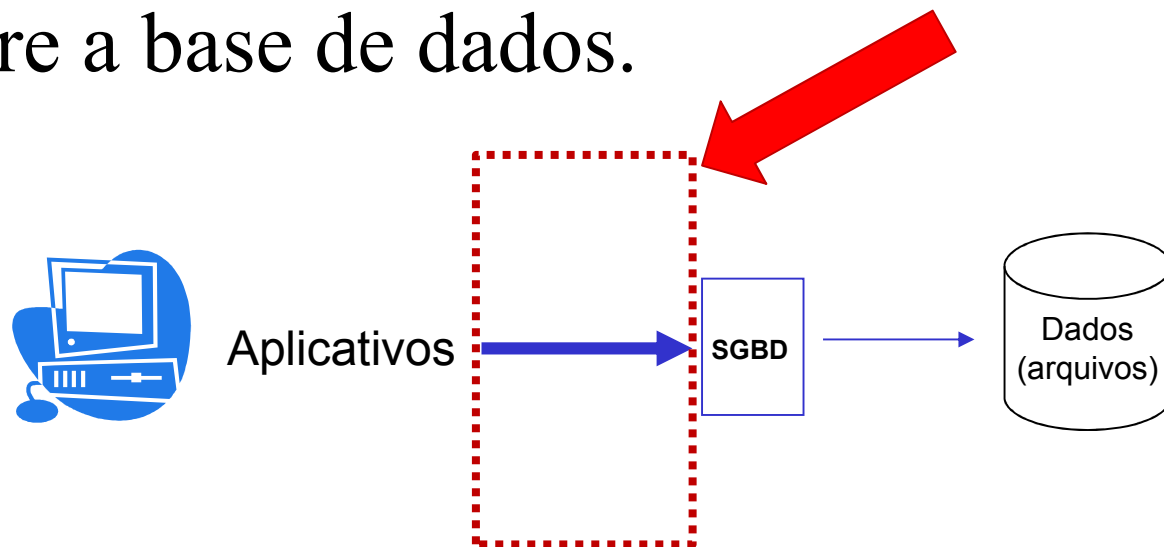 re a base de dados.
Aplicativos
SGBD
Dados
(arquivos)